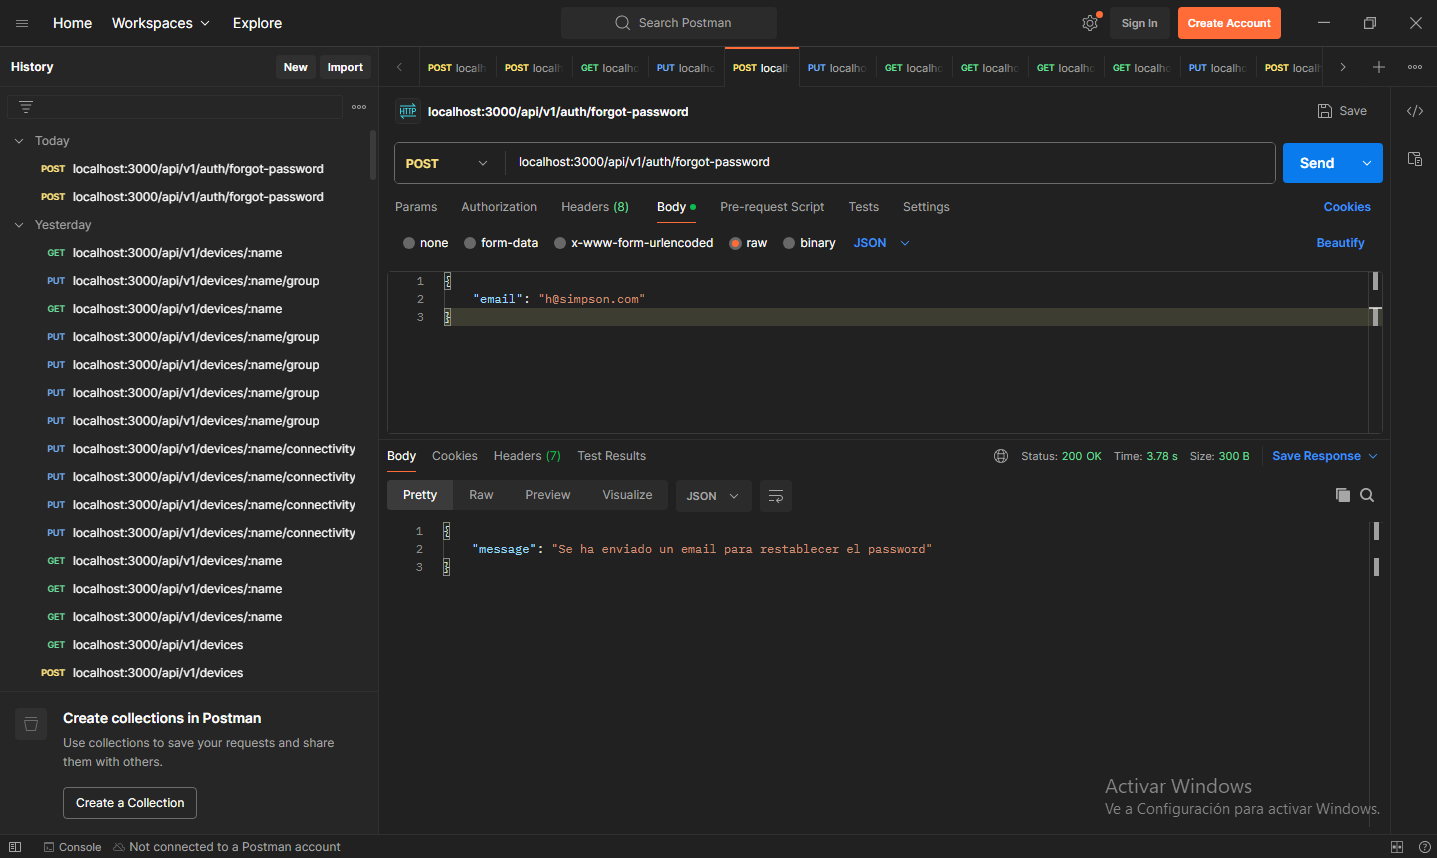 Home Workspaces Explore Search Postman Sign In Create Account
History New Import
POST localh POST localh GET localho PUT localho POST localh PUT localho GET localho GET localho GET localho GET localho PUT localho POST localh
HTTP localhost:3000/api/v1/auth/forgot-password Save
POST localhost:3000/api/v1/auth/forgot-password Send
Params Authorization Headers (8) Body Pre-request Script Tests Settings Cookies
none form-data x-www-form-urlencoded raw binary JSON Beautify
1 {
2 "email": "h@simpson.com"
3 }
Today
POST localhost:3000/api/v1/auth/forgot-password
POST localhost:3000/api/v1/auth/forgot-password
Yesterday
GET localhost:3000/api/v1/devices/:name
PUT localhost:3000/api/v1/devices/:name/group
GET localhost:3000/api/v1/devices/:name
PUT localhost:3000/api/v1/devices/:name/group
PUT localhost:3000/api/v1/devices/:name/group
PUT localhost:3000/api/v1/devices/:name/group
PUT localhost:3000/api/v1/devices/:name/group
PUT localhost:3000/api/v1/devices/:name/connectivity
PUT localhost:3000/api/v1/devices/:name/connectivity
PUT localhost:3000/api/v1/devices/:name/connectivity
PUT localhost:3000/api/v1/devices/:name/connectivity
GET localhost:3000/api/v1/devices/:name
GET localhost:3000/api/v1/devices/:name
GET localhost:3000/api/v1/devices/:name
GET localhost:3000/api/v1/devices
POST localhost:3000/api/v1/devices
Create collections in Postman
Use collections to save your requests and share
them with others.
Create a Collection
Body Cookies Headers (7) Test Results Status: 200 OK Time: 3.78 s Size: 300 B Save Response
Pretty Raw Preview Visualize JSON
1 {
2 "message": "Se ha enviado un email para restablecer el password"
3 }
Activar Windows
Ve a Configuración para activar Windows.
Console Not connected to a Postman account